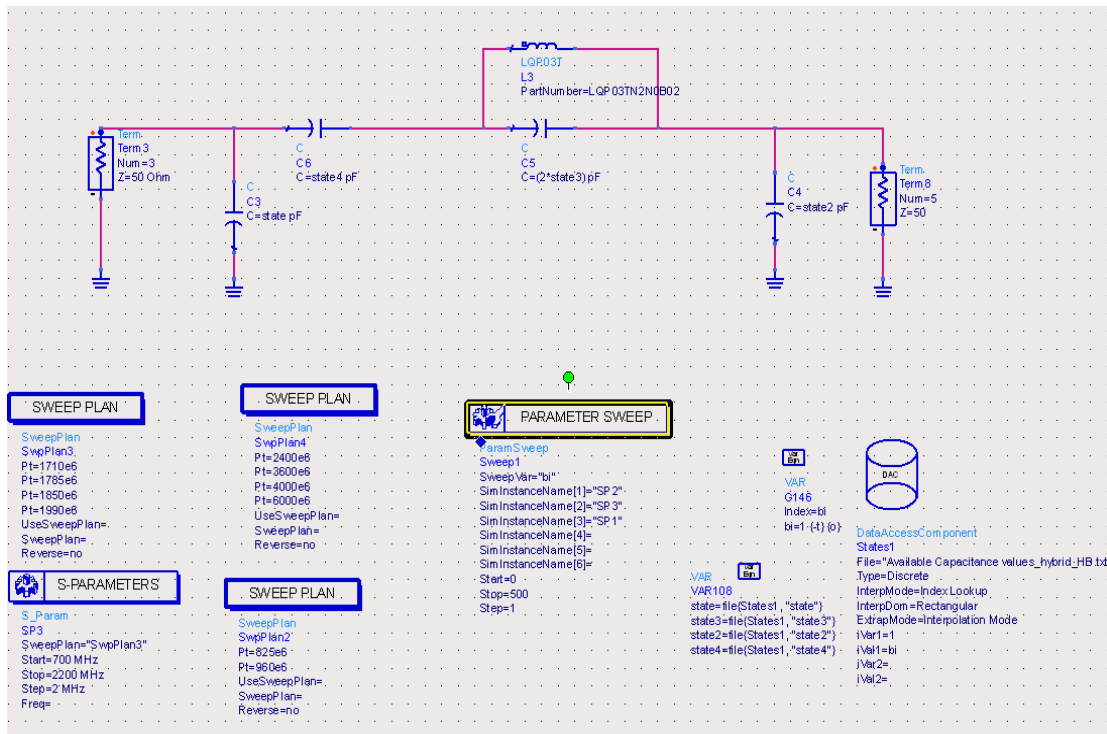 LQP03T
L3
PartNumber=LQP03TN2N0B02
Term
Term3
Num=3
Z=50 Ohm
C
C6
C=state4 pF
C
C5
C=(2*state3) pF
C
C3
C=state pF
C
C4
C=state2 pF
Term
Term8
Num=5
Z=50
SWEEP PLAN
SweepPlan
SwpPlan3
Pt=1710e6
Pt=1785e6
Pt=1850e6
Pt=1990e6
UseSweepPlan=
SweepPlan=
Reverse=no
SWEEP PLAN
SweepPlan
SwpPlan4
Pt=2400e6
Pt=3600e6
Pt=4000e6
Pt=6000e6
UseSweepPlan=
SweepPlan=
Reverse=no
PARAMETER SWEEP
ParamSweep
Sweep1
SweepVar="bi"
SimInstanceName[1]="SP2"
SimInstanceName[2]="SP3"
SimInstanceName[3]="SP1"
SimInstanceName[4]=
SimInstanceName[5]=
SimInstanceName[6]=
Start=0
Stop=500
Step=1
Var
Eqn
VAR
G146
Index=bi
bi=1 {-t} {o}
DAC
DataAccessComponent
States1
File="Available Capacitance values_hybrid_HB.txt
Type=Discrete
InterpMode=Index Lookup
InterpDom=Rectangular
ExtrapMode=Interpolation Mode
iVar1=1
iVal1=bi
iVar2=
iVal2=
S-PARAMETERS
S_Param
SP3
SweepPlan="SwpPlan3"
Start=700 MHz
Stop=2200 MHz
Step=2 MHz
Freq=
SWEEP PLAN
SweepPlan
SwpPlan2
Pt=825e6
Pt=960e6
UseSweepPlan=
SweepPlan=
Reverse=no
Var
Eqn
VAR
VAR108
state=file{States1, "state"}
state3=file{States1, "state3"}
state2=file{States1, "state2"}
state4=file{States1, "state4"}